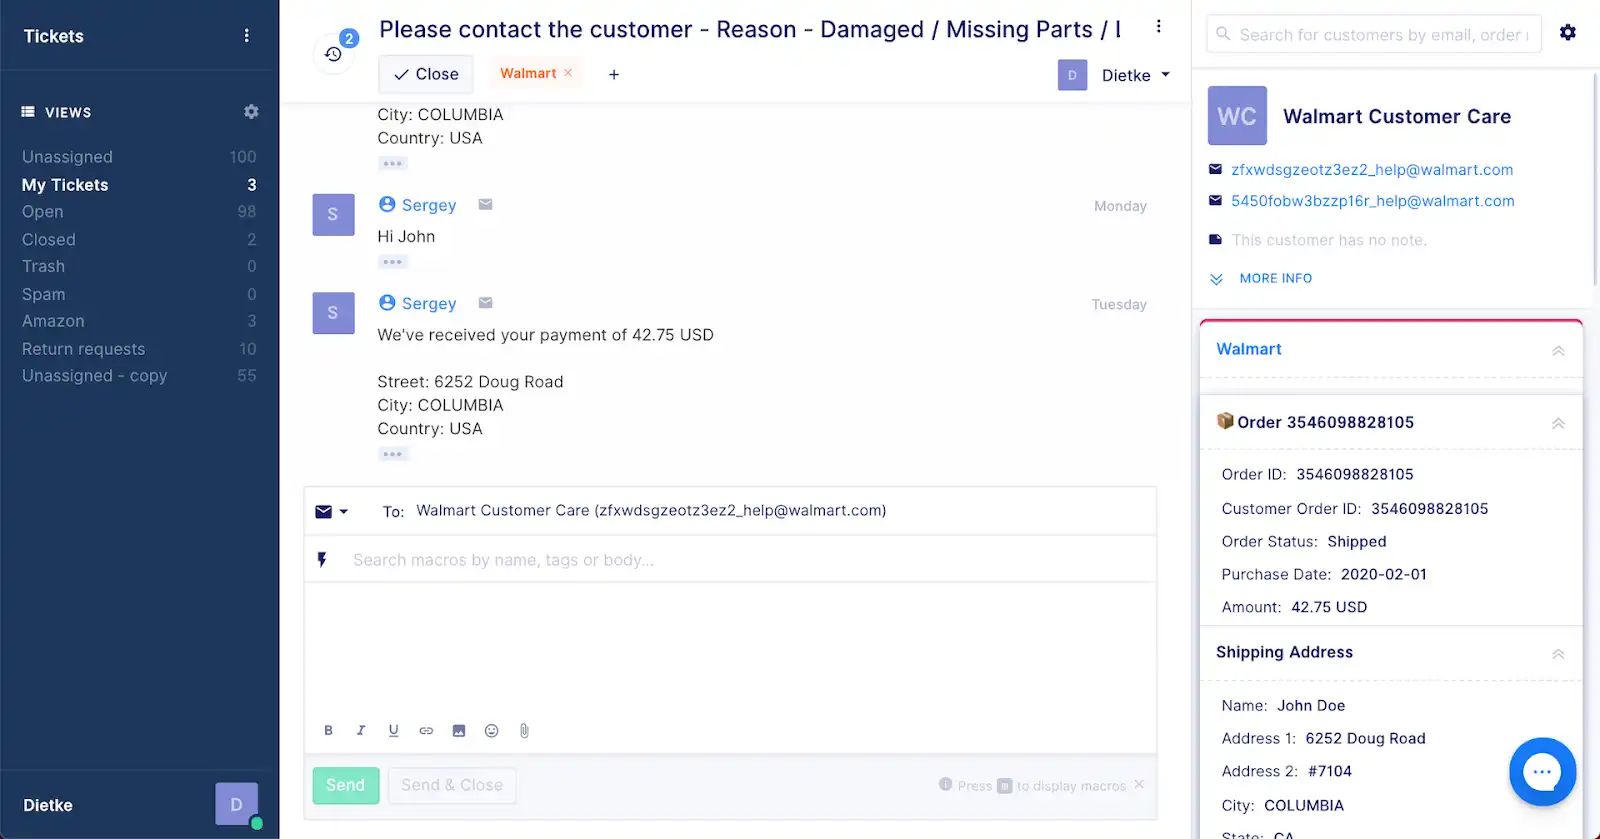 Tickets
VIEWS
Unassigned 100
My Tickets 3
Open 98
Closed 2
Trash 0
Spam 0
Amazon 3
Return requests 10
Unassigned - copy 55
Dietke
D
2
Please contact the customer - Reason - Damaged / Missing Parts /
Close
Walmart ×
+
D
Dietke
City: COLUMBIA
Country: USA
S
Sergey
Monday
Hi John
S
Sergey
Tuesday
We've received your payment of 42.75 USD
Street: 6252 Doug Road
City: COLUMBIA
Country: USA
To: Walmart Customer Care (zfxwdsgzeotz3ez2_help@walmart.com)
Search macros by name, tags or body...
B I U
Send
Send & Close
Press m to display macros ×
Search for customers by email, order
WC
Walmart Customer Care
zfxwdsgzeotz3ez2_help@walmart.com
5450fobw3bzzp16r_help@walmart.com
This customer has no note.
MORE INFO
Walmart
Order 3546098828105
Order ID: 3546098828105
Customer Order ID: 3546098828105
Order Status: Shipped
Purchase Date: 2020-02-01
Amount: 42.75 USD
Shipping Address
Name: John Doe
Address 1: 6252 Doug Road
Address 2: #7104
City: COLUMBIA
State: CA